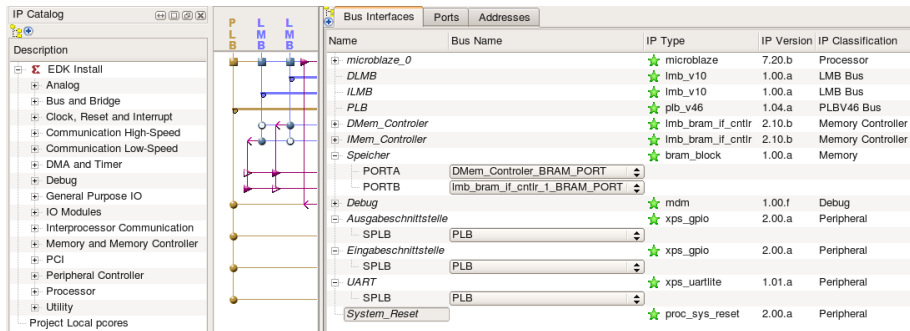 IP Catalog
Description
EDK Install
Analog
Bus and Bridge
Clock, Reset and Interrupt
Communication High-Speed
Communication Low-Speed
DMA and Timer
Debug
General Purpose IO
IO Modules
Interprocessor Communication
Memory and Memory Controller
PCI
Peripheral Controller
Processor
Utility
Project Local pcores
P L L
L M M
B B B
Bus Interfaces Ports Addresses
Name Bus Name IP Type IP Version IP Classification
microblaze_0 microblaze 7.20.b Processor
DLMB lmb_v10 1.00.a LMB Bus
ILMB lmb_v10 1.00.a LMB Bus
PLB plb_v46 1.04.a PLBV46 Bus
DMem_Controler lmb_bram_if_cntlr 2.10.b Memory Controller
IMem_Controller lmb_bram_if_cntlr 2.10.b Memory Controller
Speicher bram_block 1.00.a Memory
PORTA DMem_Controler_BRAM_PORT
PORTB lmb_bram_if_cntlr_1_BRAM_PORT
Debug mdm 1.00.f Debug
Ausgabeschnittstelle xps_gpio 2.00.a Peripheral
SPLB PLB
Eingabeschnittstelle xps_gpio 2.00.a Peripheral
SPLB PLB
UART xps_uartlite 1.01.a Peripheral
SPLB PLB
System_Reset proc_sys_reset 2.00.a Peripheral